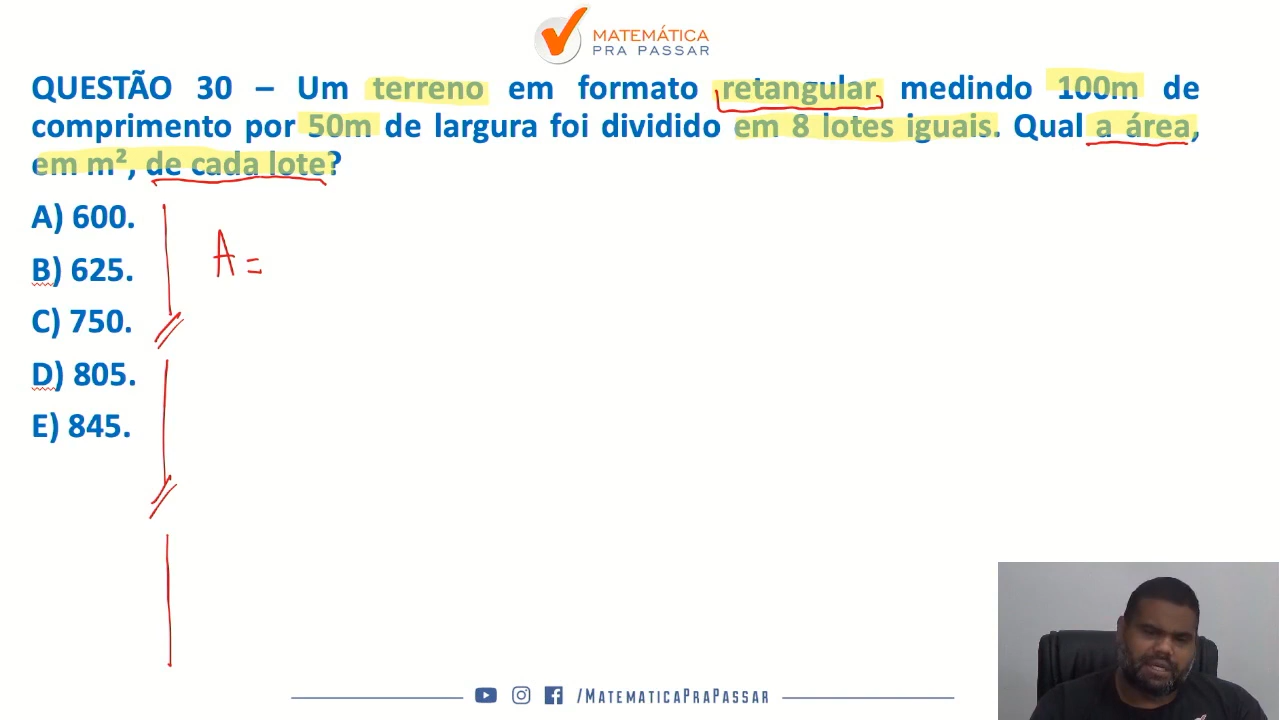 MATEMÁTICA
PRA PASSAR
QUESTÃO 30 – Um terreno em formato retangular medindo 100m de
comprimento por 50m de largura foi dividido em 8 lotes iguais. Qual a área,
em m², de cada lote?
A) 600.
B) 625.
C) 750.
D) 805.
E) 845.
A =
/MATEMATICAPRAPASSAR